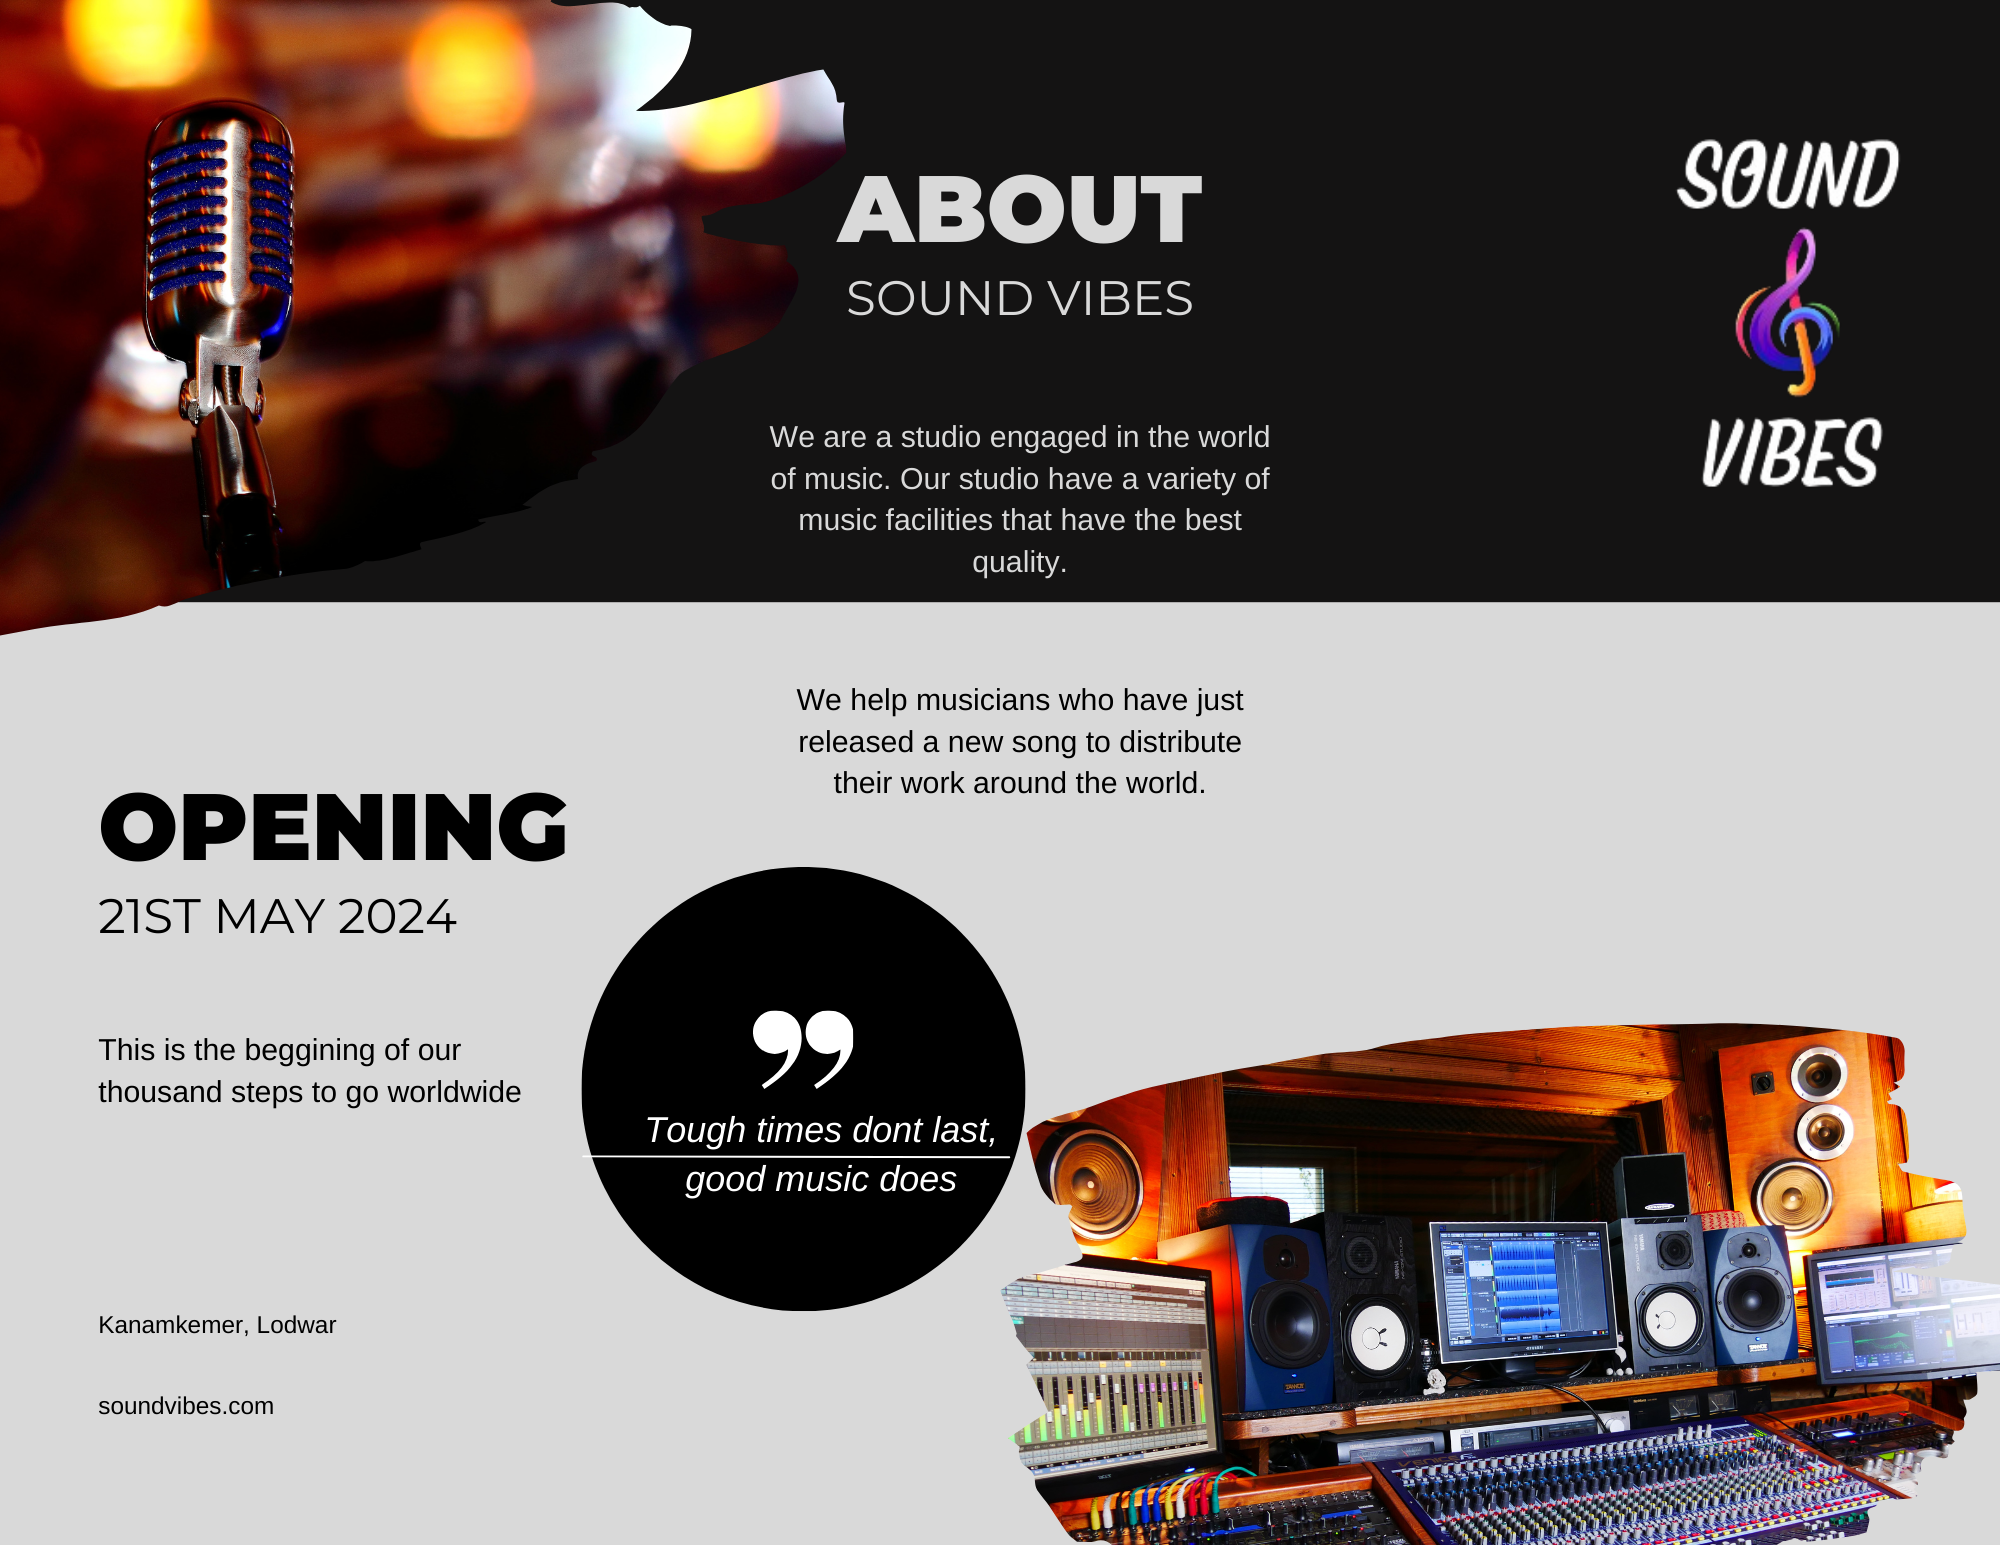 ABOUT
SOUND VIBES
We are a studio engaged in the world
of music. Our studio have a variety of
music facilities that have the best
quality.
SOUND
VIBES
We help musicians who have just
released a new song to distribute
their work around the world.
OPENING
21ST MAY 2024
This is the beggining of our
thousand steps to go worldwide
”
Tough times dont last,
good music does
Kanamkemer, Lodwar
soundvibes.com